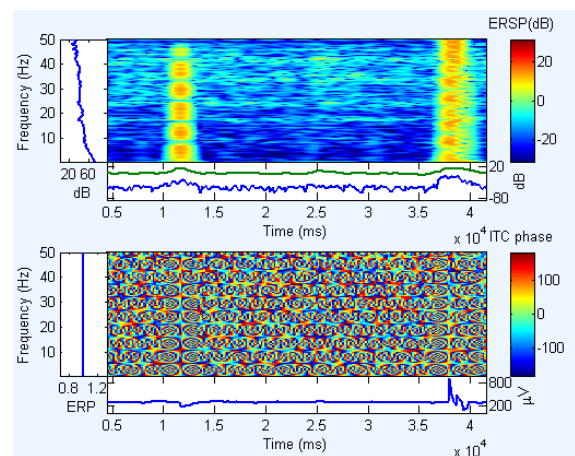 ERSP(dB)
Frequency (Hz)
50
40
30
20
10
20
0
-20
20 60
dB
20
-80
dB
0.5 1 1.5 2 2.5 3 3.5 4
Time (ms)
x 10^4
ITC phase
Frequency (Hz)
50
40
30
20
10
100
0
-100
0.8 1.2
ERP
800
200
μV
0.5 1 1.5 2 2.5 3 3.5 4
Time (ms)
x 10^4